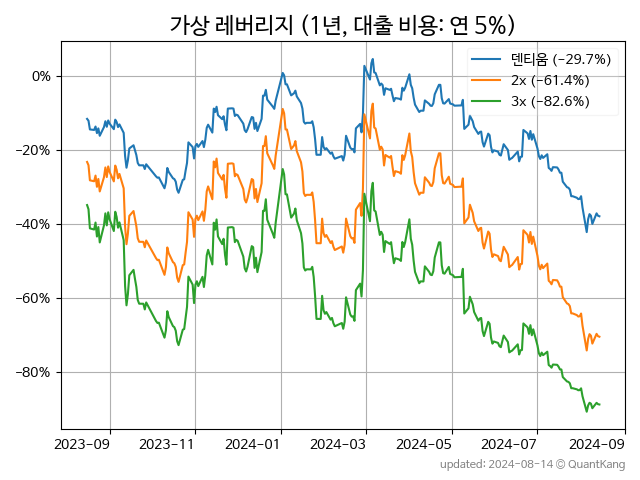 가상 레버리지 (1년, 대출 비용: 연 5%)
덴티움 (−29.7%)
2x (−61.4%)
3x (−82.6%)
0%
−20%
−40%
−60%
−80%
2023-09 2023-11 2024-01 2024-03 2024-05 2024-07 2024-09
updated: 2024-08-14 © QuantKang